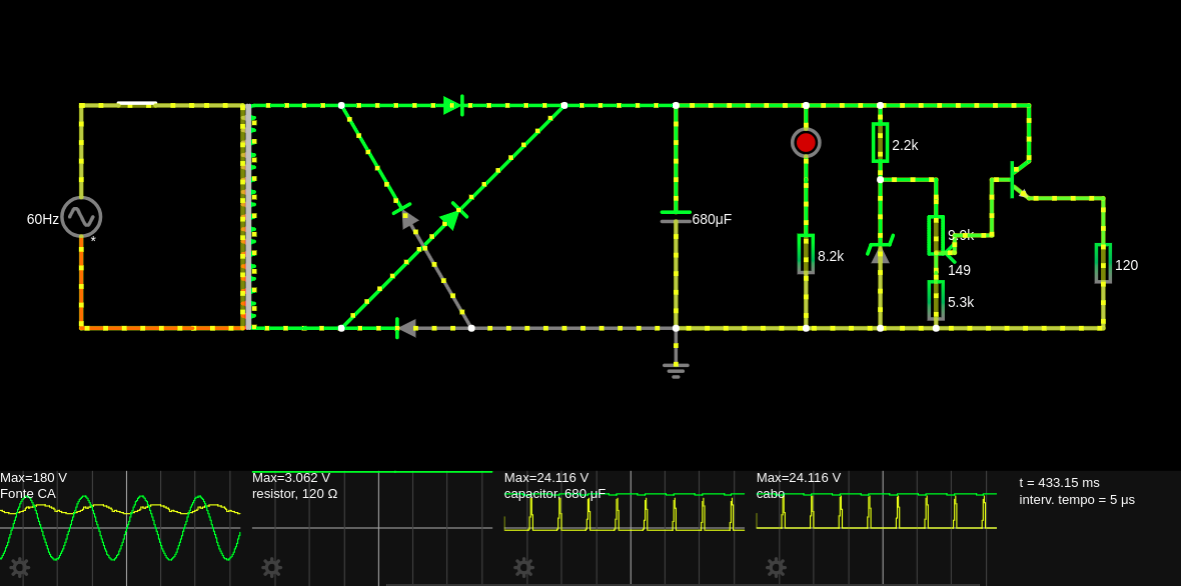 60Hz
*
680μF
8.2k
2.2k
9.9k
149
5.3k
120
Max=180 V
Fonte CA
Max=3.062 V
resistor, 120 Ω
Max=24.116 V
capacitor, 680 μF
Max=24.116 V
cabo
t = 433.15 ms
interv. tempo = 5 μs